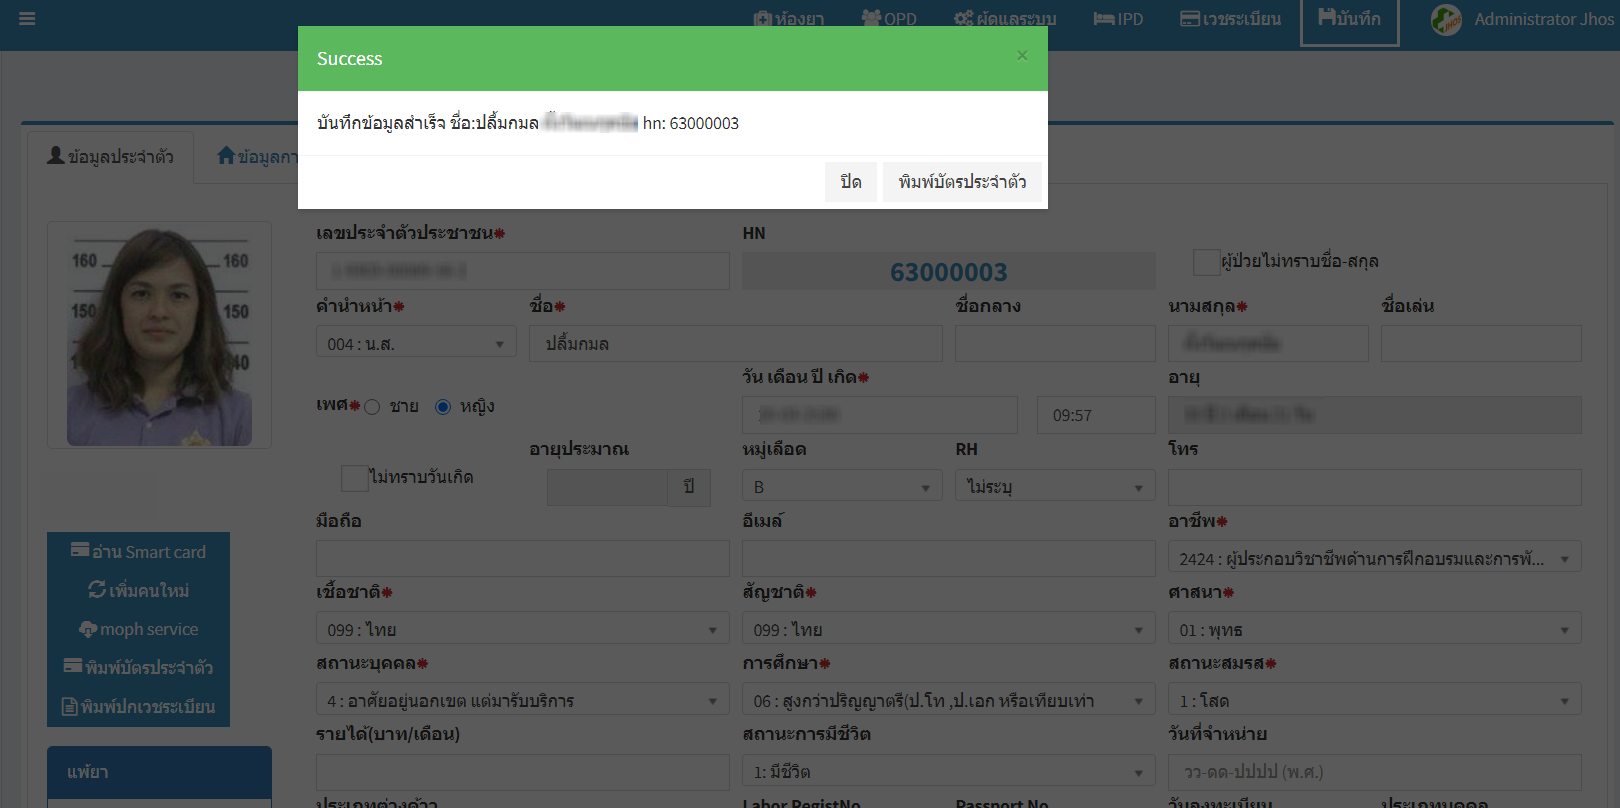 ห้องยา OPD ผู้ดูแลระบบ IPD เวชระเบียน บันทึก Administrator Jhos
Success ×
บันทึกข้อมูลสำเร็จ ชื่อ:ปลื้มกมล hn: 63000003
ปิด พิมพ์บัตรประจำตัว
ข้อมูลประจำตัว ข้อมูลกา
160 160
150 150
140
เลขประจำตัวประชาชน HN
63000003 ผู้ป่วยไม่ทราบชื่อ-สกุล
คำนำหน้า ชื่อ ชื่อกลาง นามสกุล ชื่อเล่น
004 : น.ส. ปลื้มกมล
วัน เดือน ปี เกิด อายุ
เพศ ชาย หญิง 09:57
อายุประมาณ หมู่เลือด RH โทร
ไม่ทราบวันเกิด ปี B ไม่ระบุ
มือถือ อีเมล์ อาชีพ
2424 : ผู้ประกอบวิชาชีพด้านการฝึกอบรมและการพั...
อ่าน Smart card
เพิ่มคนใหม่
moph service
พิมพ์บัตรประจำตัว
พิมพ์ปกเวชระเบียน
เชื้อชาติ สัญชาติ ศาสนา
099 : ไทย 099 : ไทย 01 : พุทธ
สถานะบุคคล การศึกษา สถานะสมรส
4 : อาศัยอยู่นอกเขต แต่มารับบริการ 06 : สูงกว่าปริญญาตรี(ป.โท ,ป.เอก หรือเทียบเท่า 1 : โสด
รายได้(บาท/เดือน) สถานะการมีชีวิต วันที่จำหน่าย
แพ้ยา 1: มีชีวิต วว-ดด-ปปปป (พ.ศ.)
ประเภทต่างด้าว Labor RegistNo Passport No วันลงทะเบียน ประเภทบุคคล